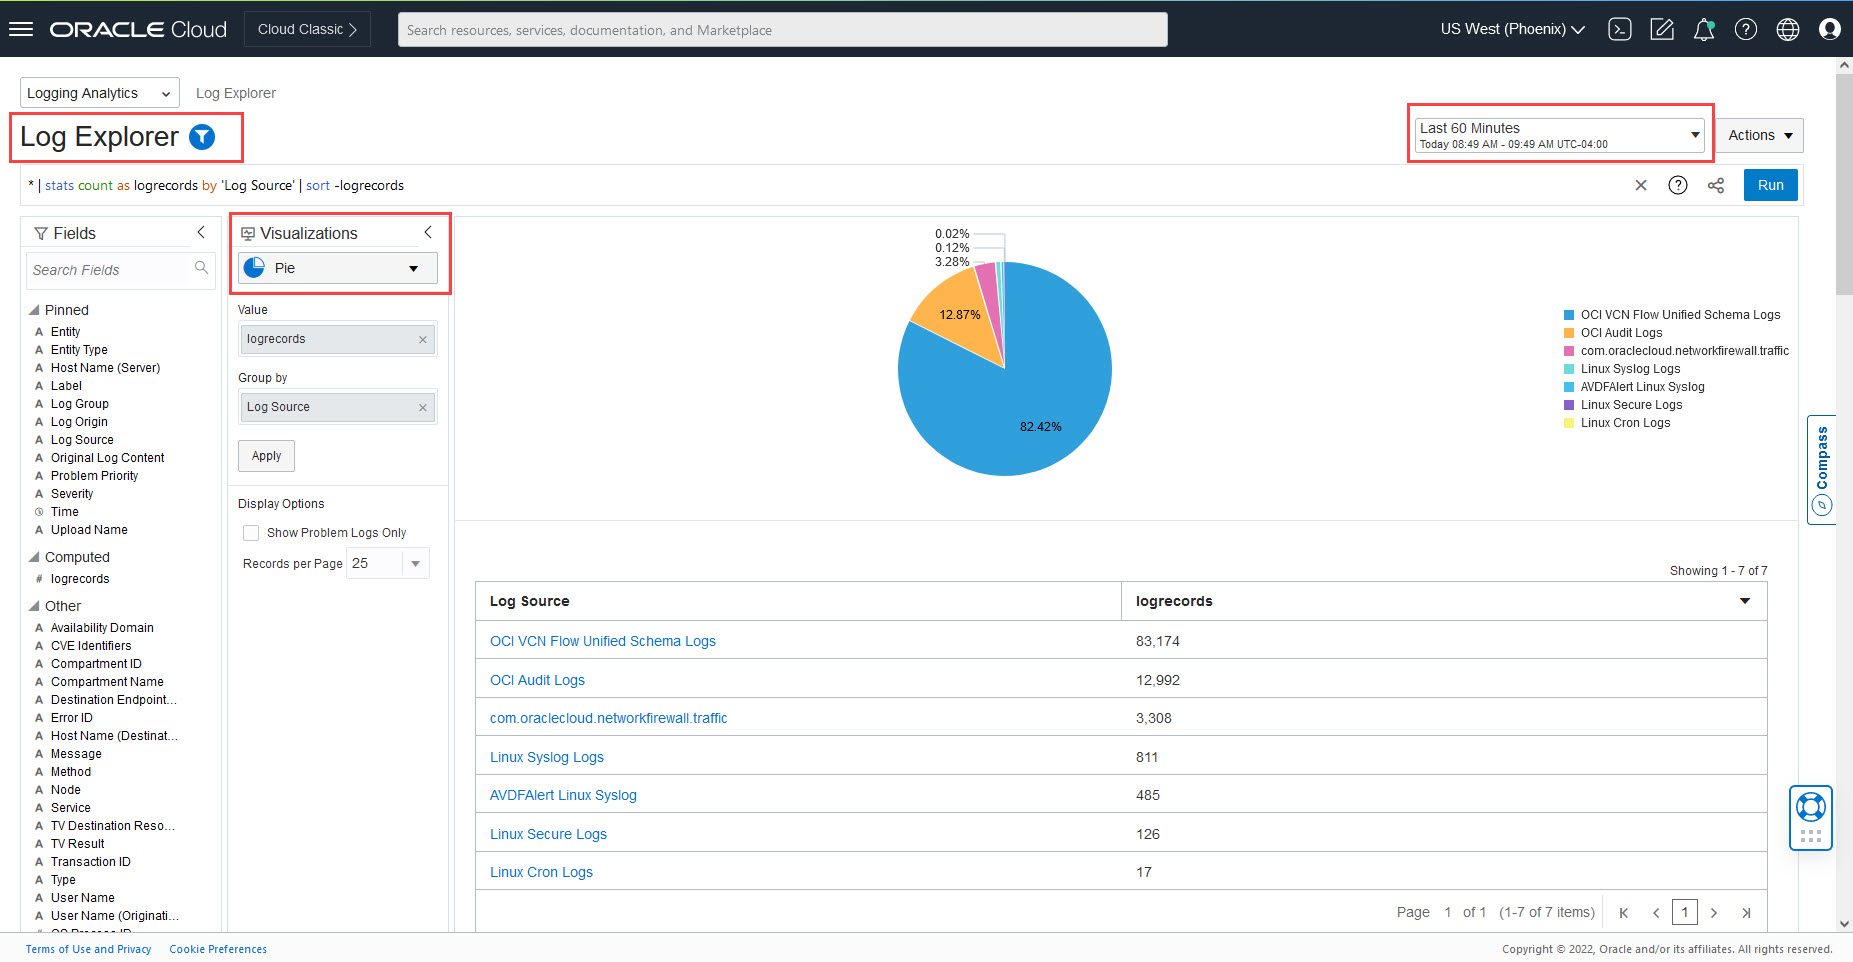 ORACLE Cloud
Cloud Classic
Search resources, services, documentation, and Marketplace
US West (Phoenix)
Logging Analytics
Log Explorer
Log Explorer
Last 60 Minutes
Today 08:49 AM - 09:49 AM UTC-04:00
Actions
* | stats count as logrecords by 'Log Source' | sort -logrecords
Run
Fields
Search Fields
Pinned
A Entity
A Entity Type
A Host Name (Server)
A Label
A Log Group
A Log Origin
A Log Source
A Original Log Content
A Problem Priority
A Severity
Time
A Upload Name
Computed
# logrecords
Other
A Availability Domain
A CVE Identifiers
A Compartment ID
A Compartment Name
A Destination Endpoint...
A Error ID
A Host Name (Destinat...
A Message
A Method
A Node
A Service
A TV Destination Reso...
A TV Result
A Transaction ID
A Type
A User Name
A User Name (Originati...
Visualizations
Pie
Value
logrecords
Group by
Log Source
Apply
Display Options
Show Problem Logs Only
Records per Page 25
0.02%
0.12%
3.28%
12.87%
82.42%
OCI VCN Flow Unified Schema Logs
OCI Audit Logs
com.oraclecloud.networkfirewall.traffic
Linux Syslog Logs
AVDFAlert Linux Syslog
Linux Secure Logs
Linux Cron Logs
Compass
Showing 1 - 7 of 7
Log Source logrecords
OCI VCN Flow Unified Schema Logs 83,174
OCI Audit Logs 12,992
com.oraclecloud.networkfirewall.traffic 3,308
Linux Syslog Logs 811
AVDFAlert Linux Syslog 485
Linux Secure Logs 126
Linux Cron Logs 17
Page 1 of 1 (1-7 of 7 items) 1
Terms of Use and Privacy Cookie Preferences
Copyright © 2022, Oracle and/or its affiliates. All rights reserved.